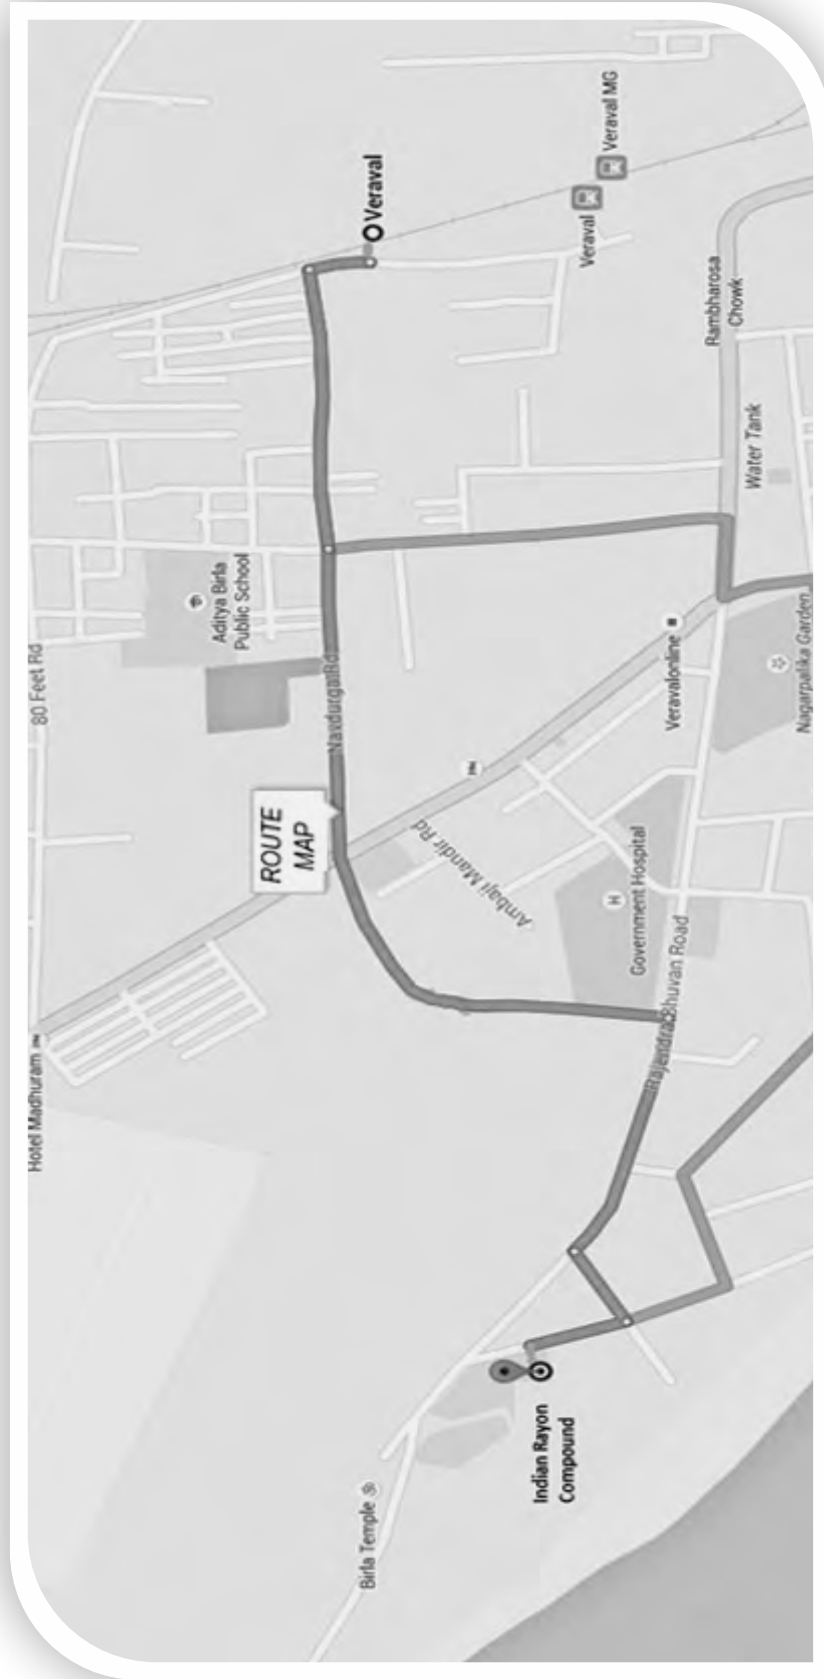 Hotel Madhuram
80 Feet Rd
Birla Temple
ROUTE
MAP
Aditya Birla
Public School
Navdurga Rd
Veraval
Ambaji Mandir Rd
Indian Rayon
Compound
Veraval
Veraval MG
Government Hospital
H
Rajendra Bhuvan Road
Veravalonline
Rambharosa
Chowk
Water Tank
Nagarpalika Garden